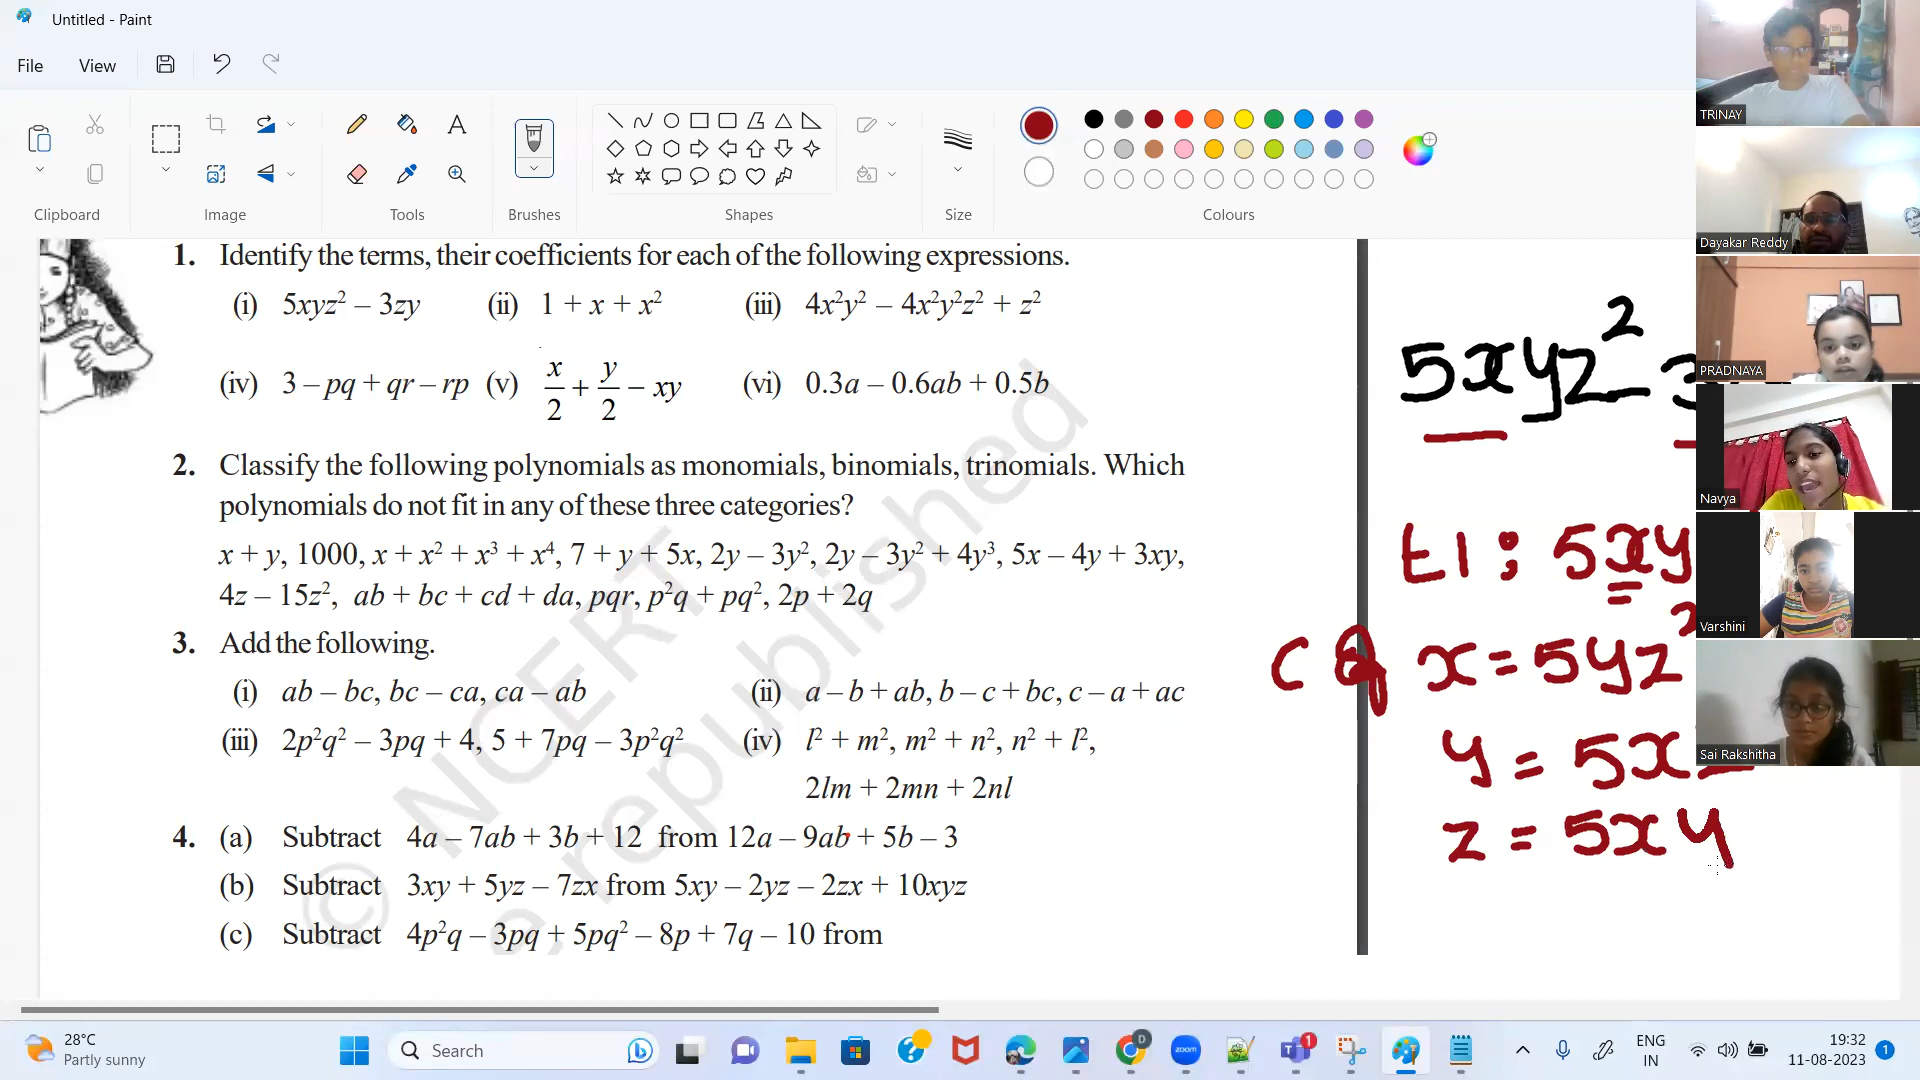 Untitled - Paint
File View
Clipboard Image Tools Brushes Shapes Size Colours
1. Identify the terms, their coefficients for each of the following expressions.
(i) 5xyz² – 3zy (ii) 1 + x + x² (iii) 4x²y² – 4x²y²z² + z²
(iv) 3 – pq + qr – rp (v) x/2 + y/2 – xy (vi) 0.3a – 0.6ab + 0.5b
2. Classify the following polynomials as monomials, binomials, trinomials. Which
polynomials do not fit in any of these three categories?
x + y, 1000, x + x² + x³ + x⁴, 7 + y + 5x, 2y – 3y², 2y – 3y² + 4y³, 5x – 4y + 3xy,
4z – 15z², ab + bc + cd + da, pqr, p²q + pq², 2p + 2q
3. Add the following.
(i) ab – bc, bc – ca, ca – ab (ii) a – b + ab, b – c + bc, c – a + ac
(iii) 2p²q² – 3pq + 4, 5 + 7pq – 3p²q² (iv) l² + m², m² + n², n² + l²,
2lm + 2mn + 2nl
4. (a) Subtract 4a – 7ab + 3b + 12 from 12a – 9ab + 5b – 3
(b) Subtract 3xy + 5yz – 7zx from 5xy – 2yz – 2zx + 10xyz
(c) Subtract 4p²q – 3pq + 5pq² – 8p + 7q – 10 from
© NCERT
republished
5xyz² – 3
t1 ; 5xy
x = 5yz²
y = 5x
z = 5xy
TRINAY
Dayakar Reddy
PRADNAYA
Navya
Varshini
Sai Rakshitha
28°C
Partly sunny
Search
zoom
D
1
ENG
IN
19:32
11-08-2023
1